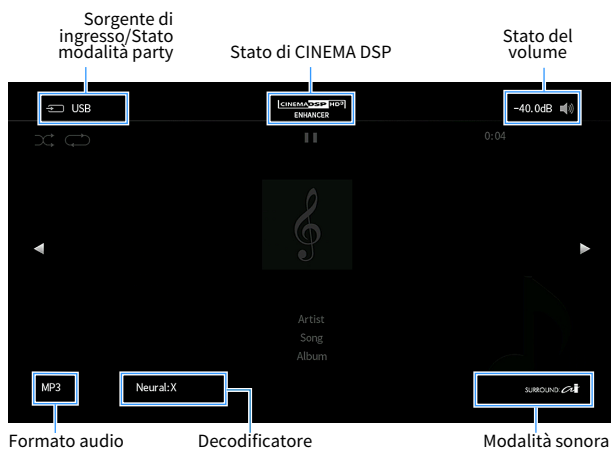 Sorgente di
ingresso/Stato
modalità party
Stato di CINEMA DSP
Stato del
volume
USB
CINEMA DSP HD³
ENHANCER
-40.0dB
0:04
Artist
Song
Album
MP3
Neural:X
SURROUND: Ai
Formato audio
Decodificatore
Modalità sonora